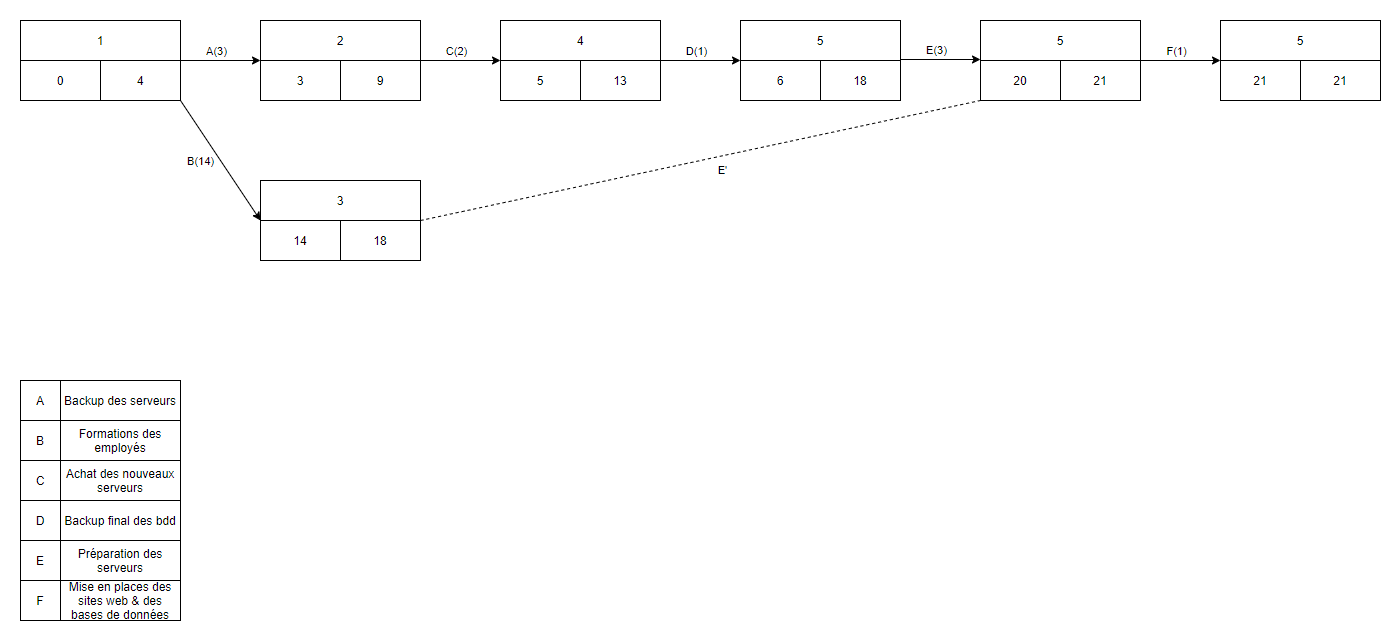 1
2
4
5
5
5
A(3)
C(2)
D(1)
E(3)
F(1)
0
4
3
9
5
13
6
18
20
21
21
21
B(14)
E'
3
14
18
A
Backup des serveurs
B
Formations des
employés
C
Achat des nouveaux
serveurs
D
Backup final des bdd
E
Préparation des
serveurs
F
Mise en places des
sites web & des
bases de données